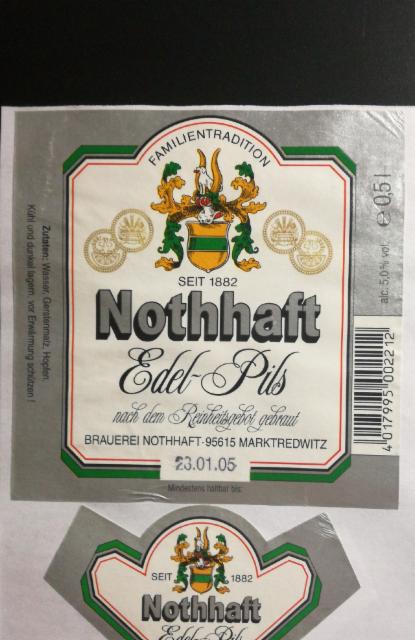 FAMILIENTRADITION
SEIT 1882
Nothhaft
Edel-Pils
nach dem Reinheitsgebot gebraut
BRAUEREI NOTHHAFT·95615 MARKTREDWITZ
23.01.05
Mindestens haltbar bis:
Zutaten: Wasser, Gerstenmalz, Hopfen.
Kühl und dunkel lagern, vor Erwärmung schützen!
alc. 5,0% vol. e 0,5 l
4 017995 002212
SEIT 1882
Nothhaft
Edel-Pils